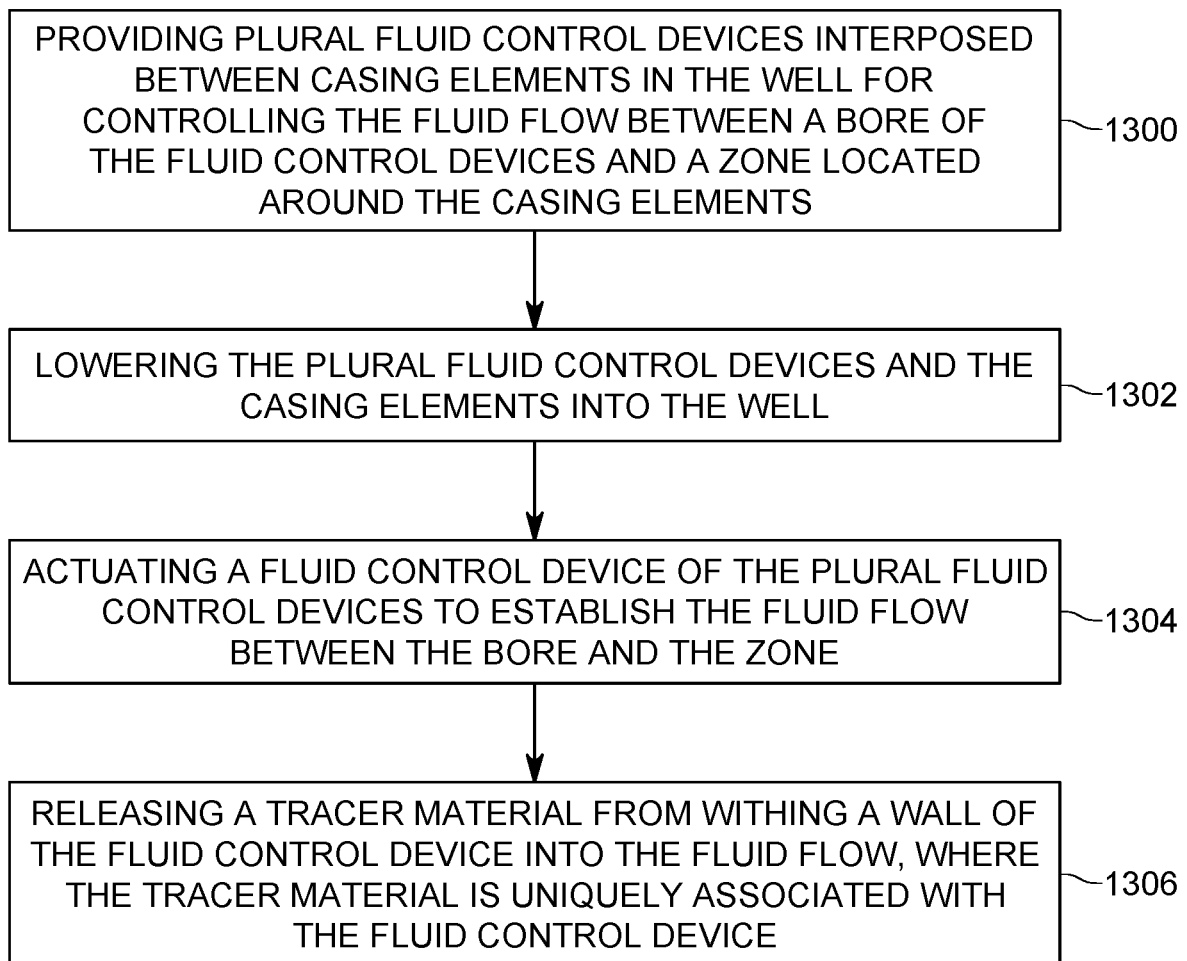 PROVIDING PLURAL FLUID CONTROL DEVICES INTERPOSED
BETWEEN CASING ELEMENTS IN THE WELL FOR
CONTROLLING THE FLUID FLOW BETWEEN A BORE OF
THE FLUID CONTROL DEVICES AND A ZONE LOCATED
AROUND THE CASING ELEMENTS
1300
LOWERING THE PLURAL FLUID CONTROL DEVICES AND THE
CASING ELEMENTS INTO THE WELL
1302
ACTUATING A FLUID CONTROL DEVICE OF THE PLURAL FLUID
CONTROL DEVICES TO ESTABLISH THE FLUID FLOW
BETWEEN THE BORE AND THE ZONE
1304
RELEASING A TRACER MATERIAL FROM WITHING A WALL OF
THE FLUID CONTROL DEVICE INTO THE FLUID FLOW, WHERE
THE TRACER MATERIAL IS UNIQUELY ASSOCIATED WITH
THE FLUID CONTROL DEVICE
1306